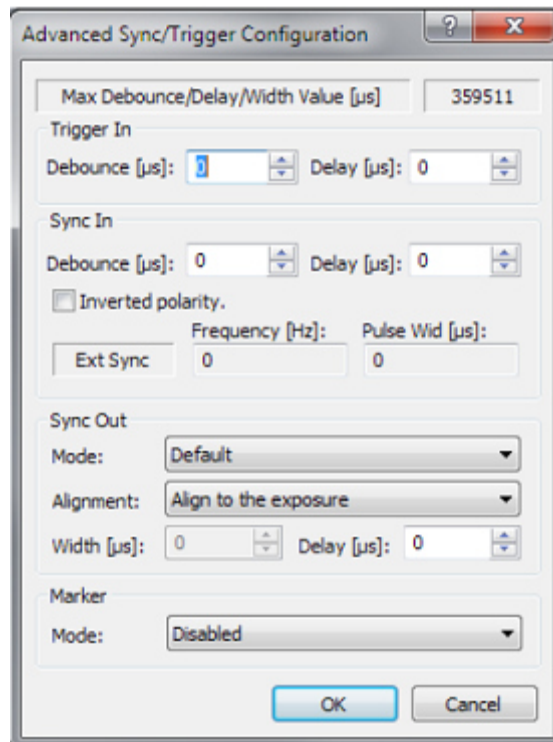 Advanced Sync/Trigger Configuration
Max Debounce/Delay/Width Value [µs] 359511
Trigger In
Debounce [µs]: 0 Delay [µs]: 0
Sync In
Debounce [µs]: 0 Delay [µs]: 0
Inverted polarity.
Frequency [Hz]: Pulse Wid [µs]:
Ext Sync 0 0
Sync Out
Mode: Default
Alignment: Align to the exposure
Width [µs]: 0 Delay [µs]: 0
Marker
Mode: Disabled
OK Cancel